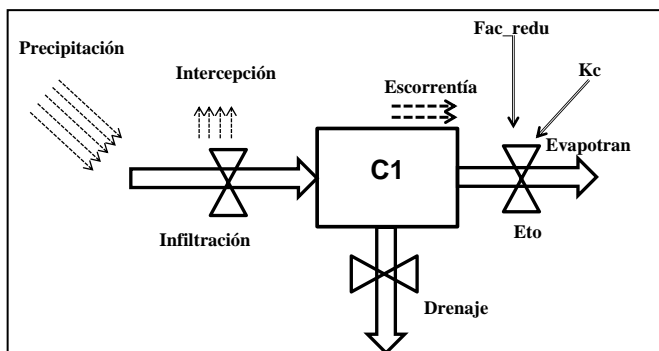 Fac_redu
Precipitación
Intercepción
Kc
Escorrentía
Evapotran
C1
Infiltración
Eto
Drenaje